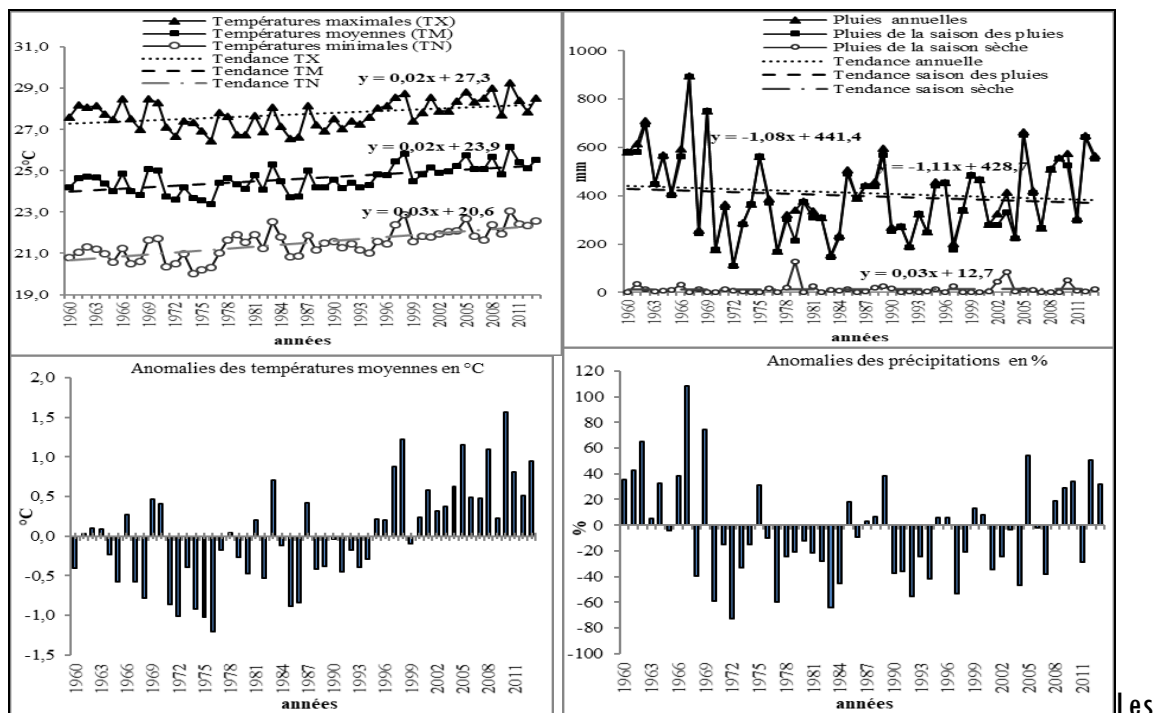 Températures maximales (TX)
Températures moyennes (TM)
Températures minimales (TN)
Tendance TX
Tendance TM
Tendance TN
31,0
29,0
27,0
25,0
23,0
21,0
19,0
°C
y = 0,02x + 27,3
y = 0,02x + 23,9
y = 0,03x + 20,6
1960 1963 1966 1969 1972 1975 1978 1981 1984 1987 1990 1993 1996 1999 2002 2005 2008 2011
années
Pluies annuelles
Pluies de la saison des pluies
Pluies de la saison sèche
Tendance annuelle
Tendance saison des pluies
Tendance saison sèche
1000
800
600
400
200
0
mm
y = -1,08x + 441,4
= -1,11x + 428,7
y = 0,03x + 12,7
1960 1963 1966 1969 1972 1975 1978 1981 1984 1987 1990 1993 1996 1999 2002 2005 2008 2011
années
Anomalies des températures moyennes en °C
2,0
1,5
1,0
0,5
0,0
-0,5
-1,0
-1,5
°C
1960 1963 1966 1969 1972 1975 1978 1981 1984 1987 1990 1993 1996 1999 2002 2005 2008 2011
années
Anomalies des précipitations en %
120
100
80
60
40
20
0
-20
-40
-60
-80
-100
%
1960 1963 1966 1969 1972 1975 1978 1981 1984 1987 1990 1993 1996 1999 2002 2005 2008 2011
années
Les